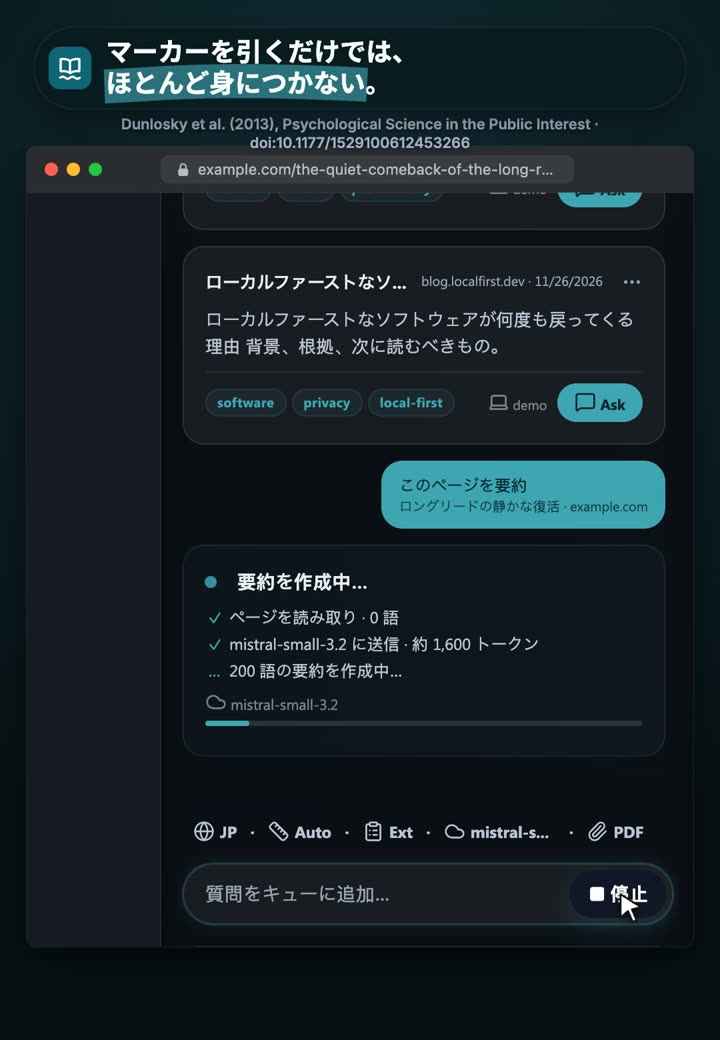 マーカーを引くだけでは、
ほとんど身につかない。
Dunlosky et al. (2013), Psychological Science in the Public Interest ·
doi:10.1177/1529100612453266
example.com/the-quiet-comeback-of-the-long-r...
demo
ローカルファーストなソ... blog.localfirst.dev · 11/26/2026 ···
ローカルファーストなソフトウェアが何度も戻ってくる
理由 背景、根拠、次に読むべきもの。
software privacy local-first demo Ask
このページを要約
ロングリードの静かな復活 · example.com
要約を作成中...
✓ ページを読み取り · 0 語
✓ mistral-small-3.2 に送信 · 約 1,600 トークン
... 200 語の要約を作成中...
mistral-small-3.2
JP · Auto · Ext · mistral-s... · PDF
質問をキューに追加... 停止